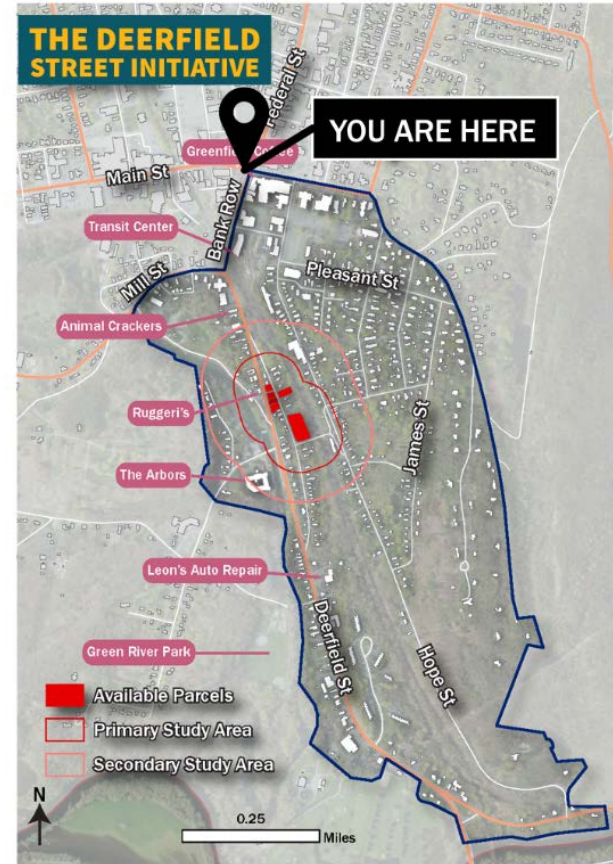 THE DEERFIELD
STREET INITIATIVE
Federal St
YOU ARE HERE
Greenfield Coffee
Main St
Bank Row
Transit Center
Pleasant St
Mill St
Animal Crackers
Ruggeri's
James St
The Arbors
Leon's Auto Repair
Deerfield St
Hope St
Green River Park
Available Parcels
Primary Study Area
Secondary Study Area
N
0.25
Miles